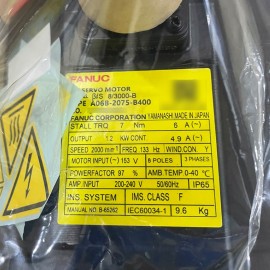 FANUC
SERVO MOTOR
βiS 8/3000-B
A06B-2075-B400
NO.
FANUC CORPORATION YAMANASHI MADE IN JAPAN
STALL TRQ 7 Nm 6 A (~)
OUTPUT 1.2 kW CONT. 4.9 A (~)
SPEED 2000 min⁻¹ FREQ 133 Hz WIND.CON. Y
MOTOR INPUT (~) 153 V 8 POLES 3 PHASES
POWERFACTOR 97 % AMB.TEMP. 0-40 ℃
AMP. INPUT 200-240 V 50/60Hz IP65
INS. SYSTEM IMS. CLASS F
MANUAL NO. B-65262 IEC60034-1 9.6 Kg